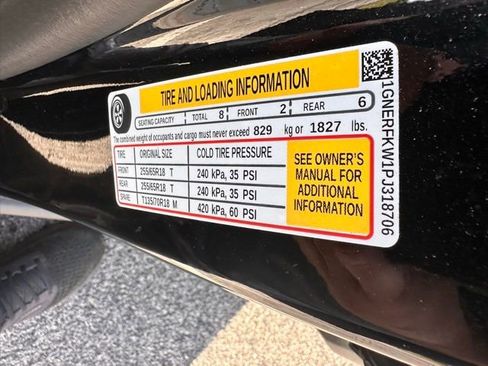 TIRE AND LOADING INFORMATION
SEATING CAPACITY TOTAL 8 FRONT 2 REAR 6
The combined weight of occupants and cargo must never exceed 829 kg or 1827 lbs.
TIRE ORIGINAL SIZE COLD TIRE PRESSURE
FRONT 255/65R18 T 240 kPa, 35 PSI
REAR 255/65R18 T 240 kPa, 35 PSI
SPARE T135/70R18 M 420 kPa, 60 PSI
SEE OWNER'S
MANUAL FOR
ADDITIONAL
INFORMATION
1GNERFKW1PJ318706